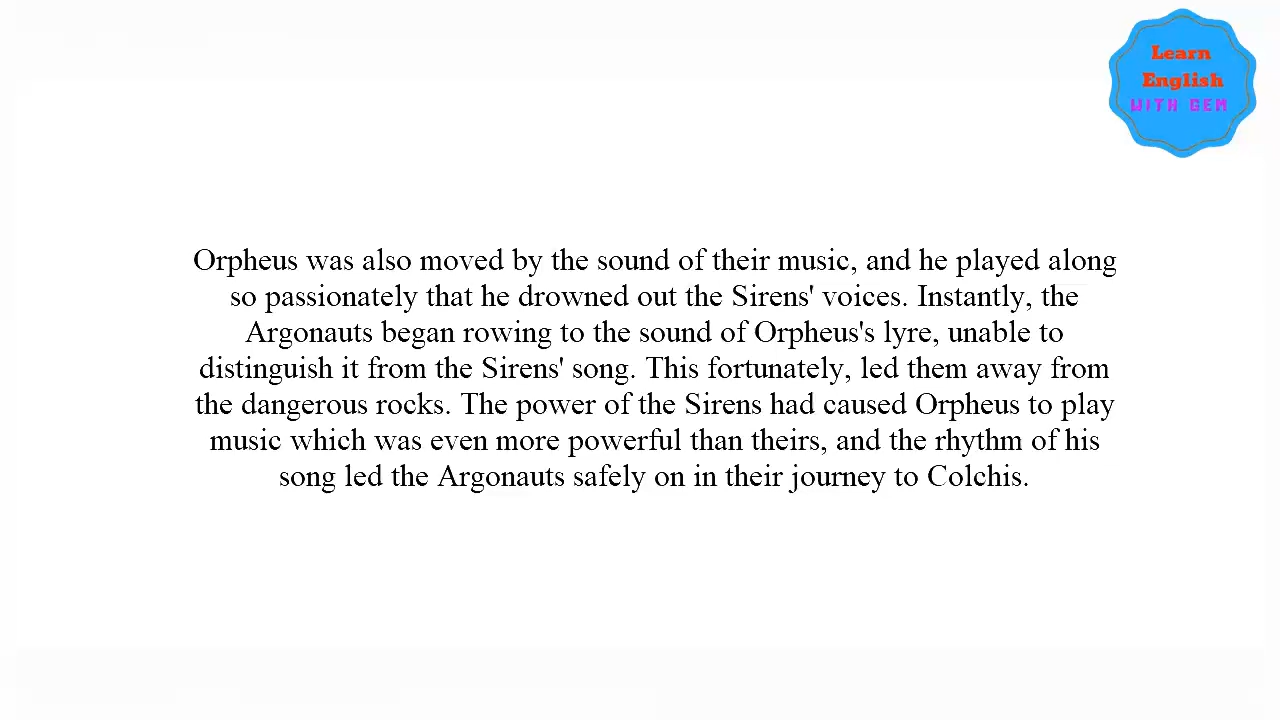 Learn
English
WITH GEM
Orpheus was also moved by the sound of their music, and he played along
so passionately that he drowned out the Sirens' voices. Instantly, the
Argonauts began rowing to the sound of Orpheus's lyre, unable to
distinguish it from the Sirens' song. This fortunately, led them away from
the dangerous rocks. The power of the Sirens had caused Orpheus to play
music which was even more powerful than theirs, and the rhythm of his
song led the Argonauts safely on in their journey to Colchis.